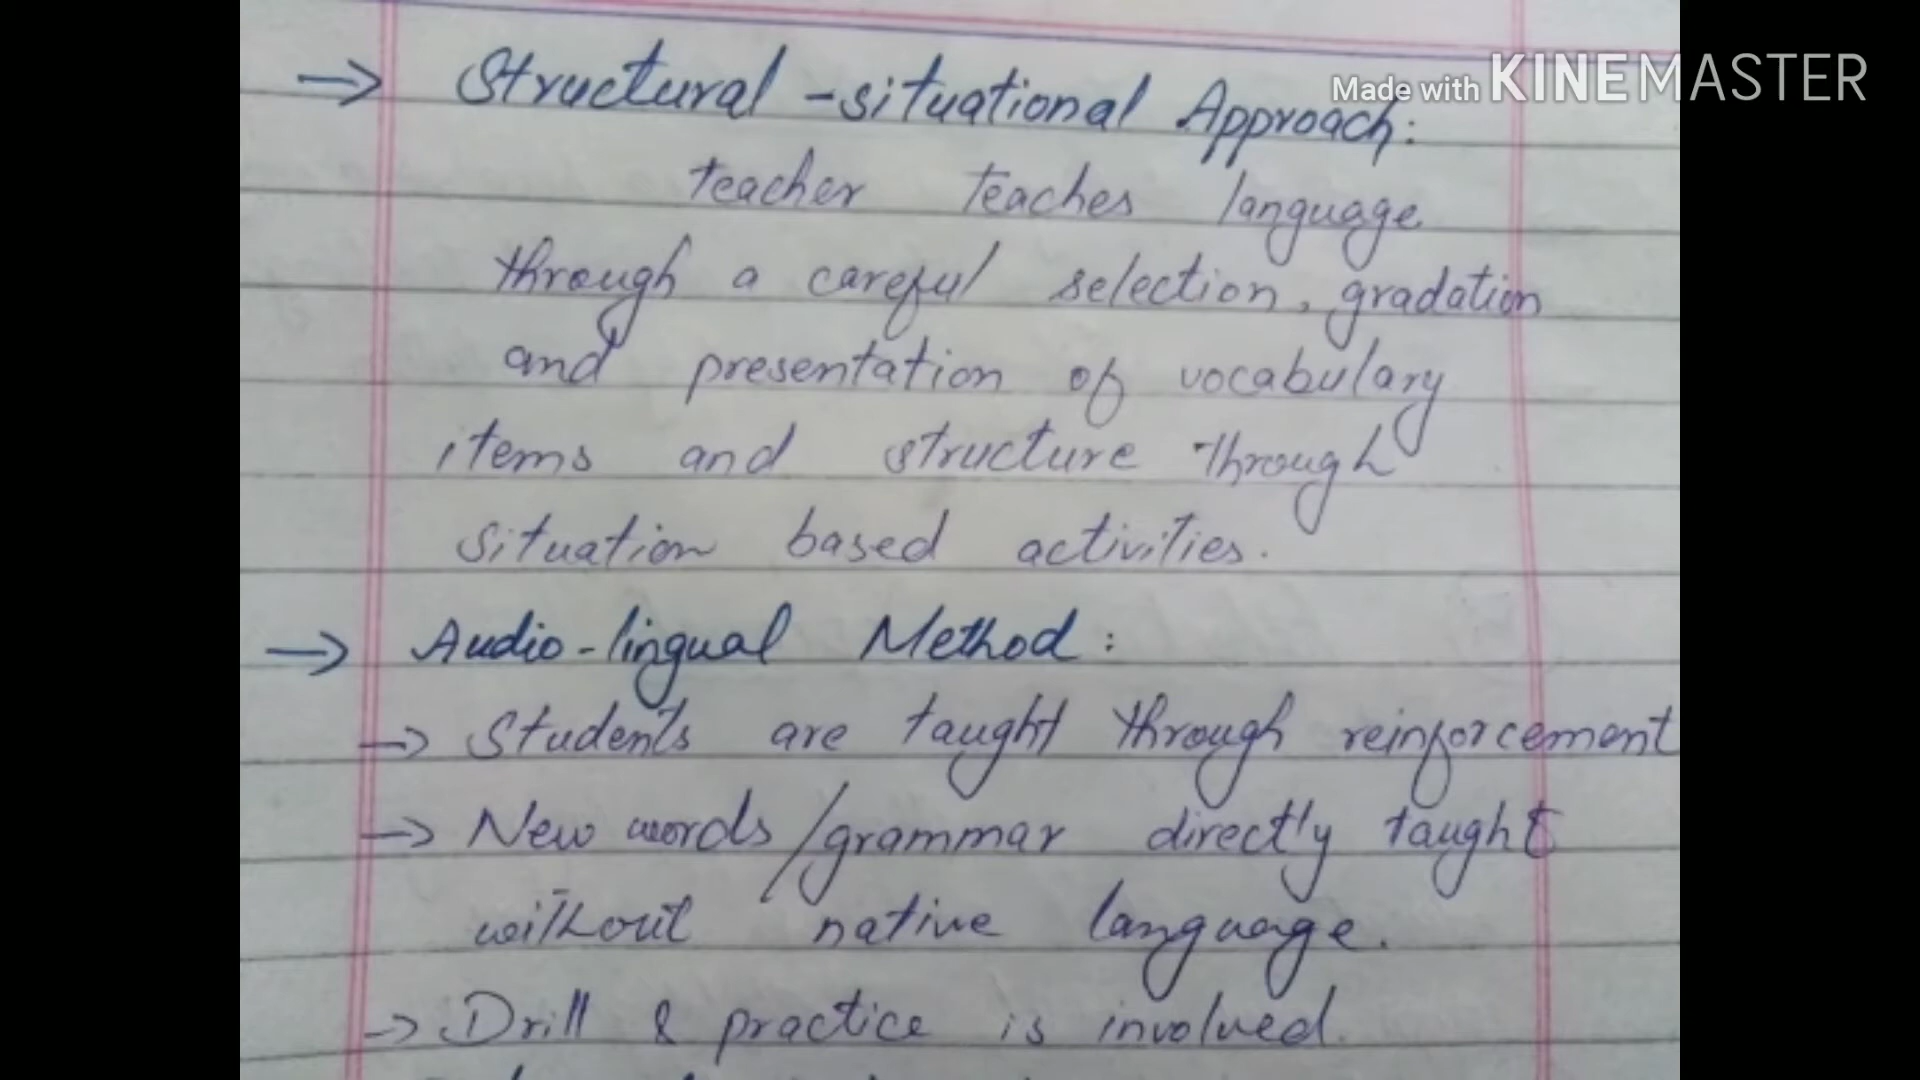 Made with KINEMASTER
→ Structural-situational Approach:
teacher teaches language
through a careful selection, gradation
and presentation of vocabulary
items and structure through
situation based activities.
→ Audio-lingual Method:
→ Students are taught through reinforcement
→ New words/grammar directly taught
without native language.
→ Drill & practice is involved.